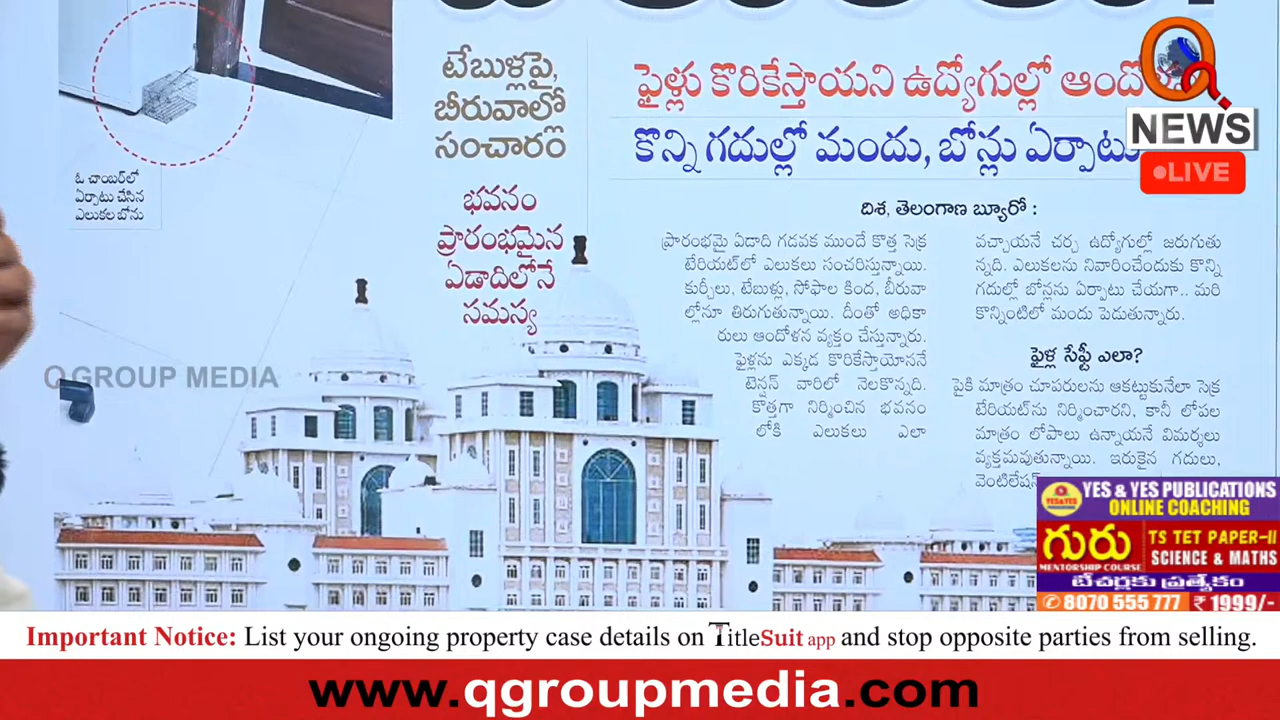 టేబుళ్లపై,
బీరువాల్లో
సంచారం
భవనం
ప్రారంభమైన
ఏడాదిలోనే
సమస్య
ఓ చాంబర్‌లో
ఏర్పాటు చేసిన
ఎలుకల బోను
ఫైళ్లు కొరికేస్తాయని ఉద్యోగుల్లో
కొన్ని గదుల్లో మందు, బోన్లు ఏర్పాటు
దిశ, తెలంగాణ బ్యూరో :
ప్రారంభమై ఏడాది గడవక ముందే కొత్త సెక్ర
టేరియట్‌లో ఎలుకలు సంచరిస్తున్నాయి.
కుర్చీలు, టేబుళ్లు, సోఫాల కింద, బీరువా
ల్లోనూ తిరుగుతున్నాయి. దీంతో అధికా
రులు ఆందోళన వ్యక్తం చేస్తున్నారు.
ఫైళ్లను ఎక్కడ కొరికేస్తాయోననే
టెన్షన్ వారిలో నెలకొన్నది.
కొత్తగా నిర్మించిన భవనం
లోకి ఎలుకలు ఎలా
వచ్చాయనే చర్చ ఉద్యోగుల్లో జరుగుతు
న్నది. ఎలుకలను నివారించేందుకు కొన్ని
గదుల్లో బోన్లను ఏర్పాటు చేయగా.. మరి
కొన్నింటిలో మందు పెడుతున్నారు.
ఫైళ్ల సేఫ్టీ ఎలా?
పైకి మాత్రం చూపరులను ఆకట్టుకునేలా సెక్ర
టేరియట్‌ను నిర్మించారని, కానీ లోపల
మాత్రం లోపాలు ఉన్నాయనే విమర్శలు
వ్యక్తమవుతున్నాయి. ఇరుకైన గదులు,
Q
NEWS
LIVE
Q GROUP MEDIA
YES & YES PUBLICATIONS
ONLINE COACHING
గురు
MENTORSHIP COURSE
TS TET PAPER-II
SCIENCE & MATHS
టీచర్లకు ప్రత్యేకం
8070 555 777 ₹ 1999/-
Important Notice: List your ongoing property case details on TitleSuit app and stop opposite parties from selling.
www.qgroupmedia.com